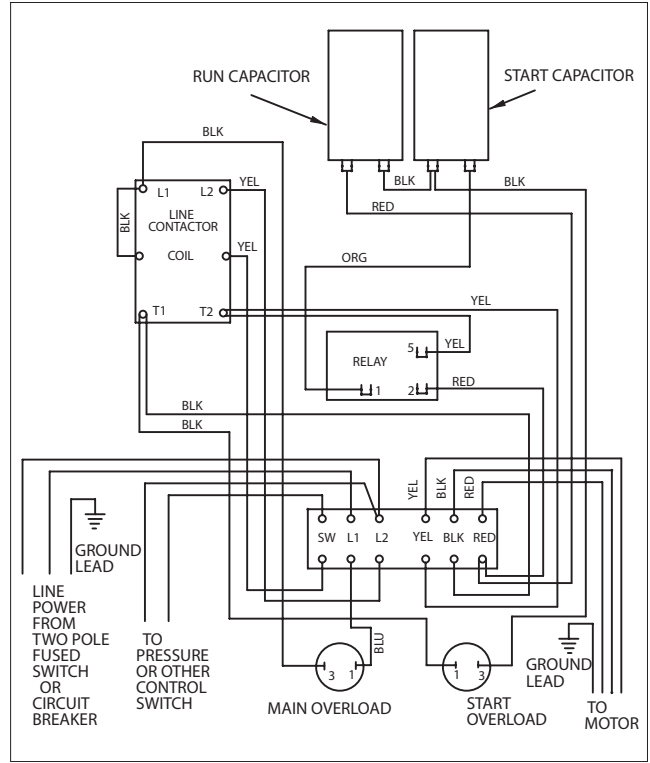 RUN CAPACITOR
START CAPACITOR
BLK
L1
L2
YEL
BLK
BLK
RED
BLK
LINE
CONTACTOR
COIL
YEL
ORG
T1
T2
YEL
5
YEL
RELAY
1
2
RED
BLK
BLK
YEL
BLK
RED
SW
L1
L2
YEL
BLK
RED
GROUND
LEAD
LINE
POWER
FROM
TWO POLE
FUSED
SWITCH
OR
CIRCUIT
BREAKER
TO
PRESSURE
OR OTHER
CONTROL
SWITCH
BLU
3
1
MAIN OVERLOAD
1
3
START
OVERLOAD
GROUND
LEAD
TO
MOTOR